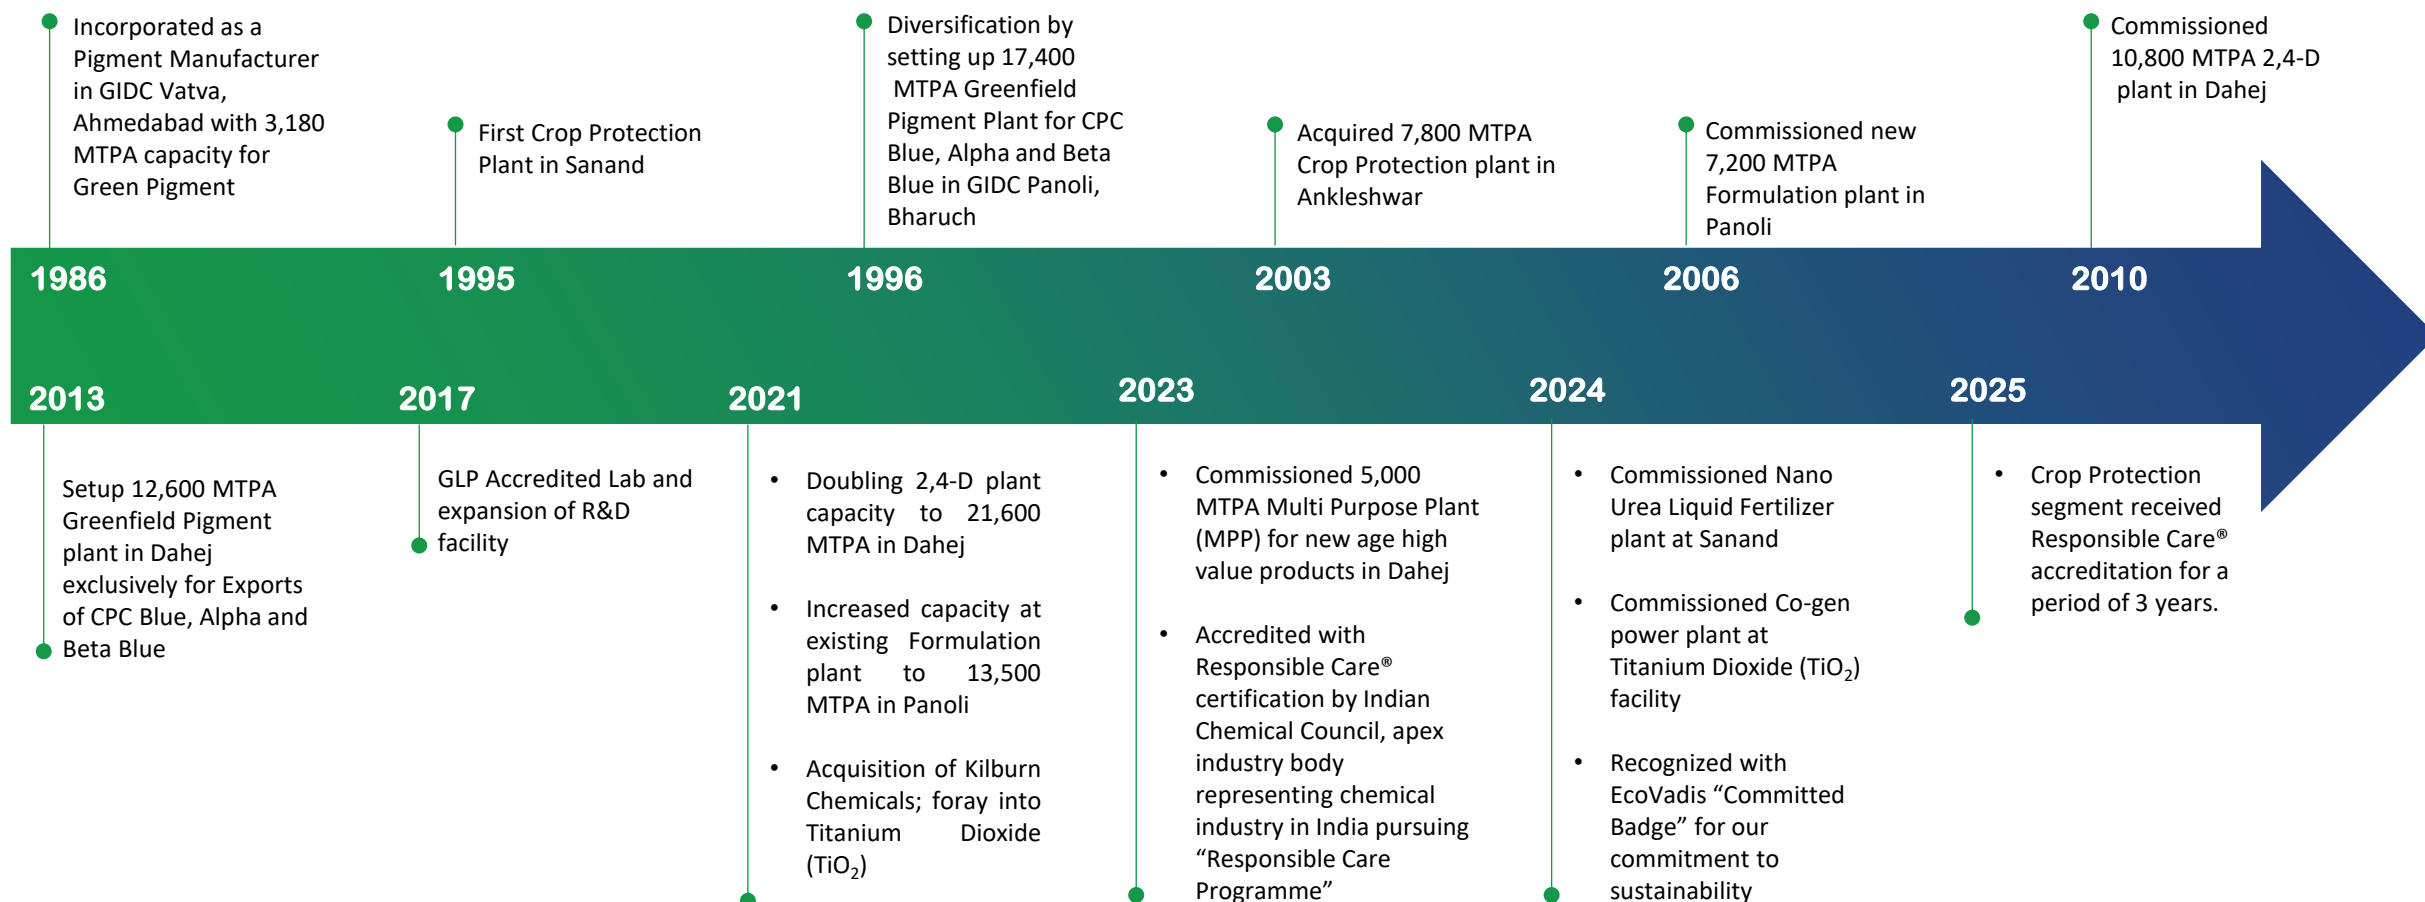 Incorporated as a
Pigment Manufacturer
in GIDC Vatva,
Ahmedabad with 3,180
MTPA capacity for
Green Pigment
First Crop Protection
Plant in Sanand
Diversification by
setting up 17,400
MTPA Greenfield
Pigment Plant for CPC
Blue, Alpha and Beta
Blue in GIDC Panoli,
Bharuch
Acquired 7,800 MTPA
Crop Protection plant in
Ankleshwar
Commissioned new
7,200 MTPA
Formulation plant in
Panoli
Commissioned
10,800 MTPA 2,4-D
plant in Dahej
1986
1995
1996
2003
2006
2010
2013
2017
2021
2023
2024
2025
Setup 12,600 MTPA
Greenfield Pigment
plant in Dahej
exclusively for Exports
of CPC Blue, Alpha and
Beta Blue
GLP Accredited Lab and
expansion of R&D
facility
• Doubling 2,4-D plant
capacity to 21,600
MTPA in Dahej
• Increased capacity at
existing Formulation
plant to 13,500
MTPA in Panoli
• Acquisition of Kilburn
Chemicals; foray into
Titanium Dioxide
(TiO₂)
• Commissioned 5,000
MTPA Multi Purpose Plant
(MPP) for new age high
value products in Dahej
• Accredited with
Responsible Care®
certification by Indian
Chemical Council, apex
industry body
representing chemical
industry in India pursuing
“Responsible Care
Programme”
• Commissioned Nano
Urea Liquid Fertilizer
plant at Sanand
• Commissioned Co-gen
power plant at
Titanium Dioxide (TiO₂)
facility
• Recognized with
EcoVadis “Committed
Badge” for our
commitment to
sustainability
• Crop Protection
segment received
Responsible Care®
accreditation for a
period of 3 years.